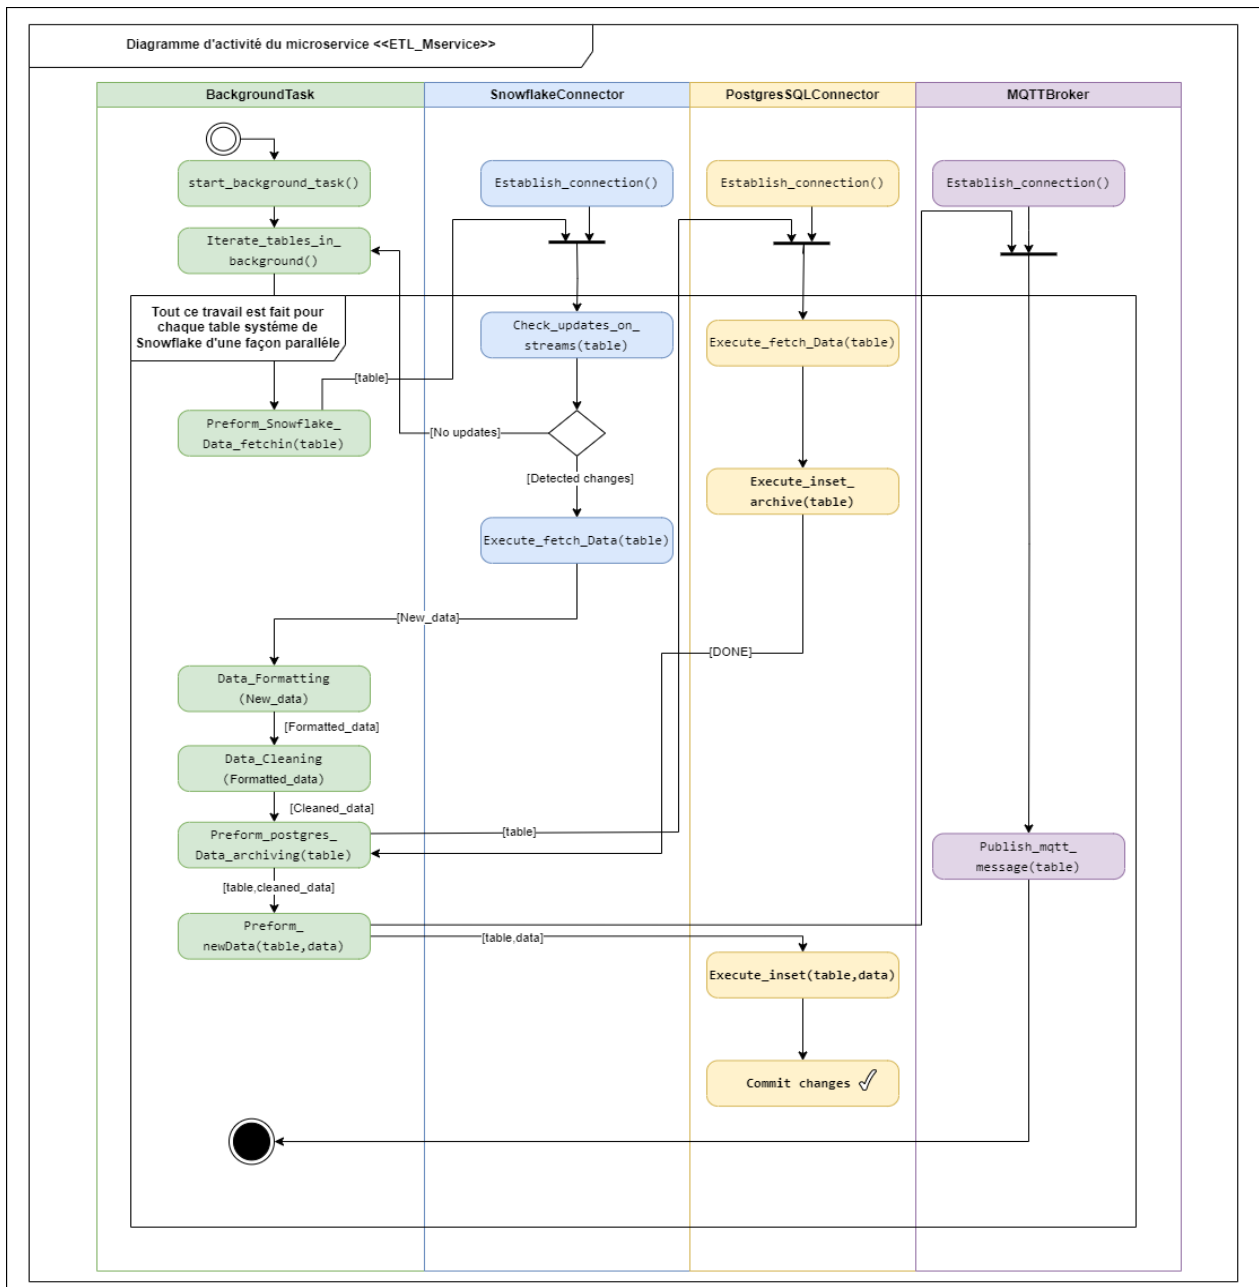 Diagramme d'activité du microservice <<ETL_Mservice>>
BackgroundTask
SnowflakeConnector
PostgresSQLConnector
MQTTBroker
start_background_task()
Establish_connection()
Establish_connection()
Establish_connection()
Iterate_tables_in_
background()
Tout ce travail est fait pour
chaque table systéme de
Snowflake d'une façon parallèle
Check_updates_on_
streams(table)
Execute_fetch_Data(table)
[table]
Preform_Snowflake_
Data_fetchin(table)
[No updates]
[Detected changes]
Execute_inset_
archive(table)
Execute_fetch_Data(table)
[New_data]
[DONE]
Data_Formatting
(New_data)
[Formatted_data]
Data_Cleaning
(Formatted_data)
[Cleaned_data]
Preform_postgres_
Data_archiving(table)
[table]
Publish_mqtt_
message(table)
[table,cleaned_data]
Preform_
newData(table,data)
[table,data]
Execute_inset(table,data)
Commit changes